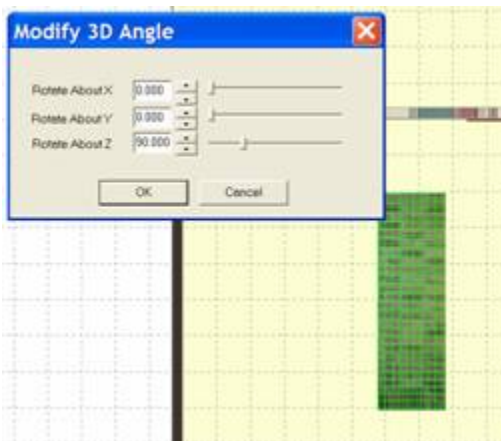 Modify 3D Angle
Rotate About X 0.000
Rotate About Y 0.000
Rotate About Z 90.000
OK Cancel